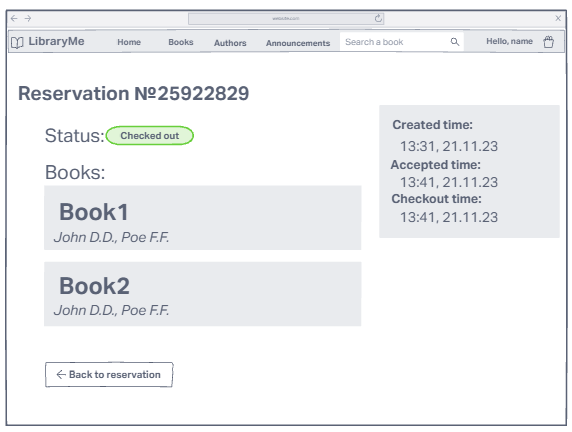 LibraryMe Home Books Authors Announcements Search a book Hello, name
Reservation №25922829
Status: Checked out
Books:
Book1
John D.D., Poe F.F.
Book2
John D.D., Poe F.F.
← Back to reservation
Created time:
13:31, 21.11.23
Accepted time:
13:41, 21.11.23
Checkout time:
13:41, 21.11.23